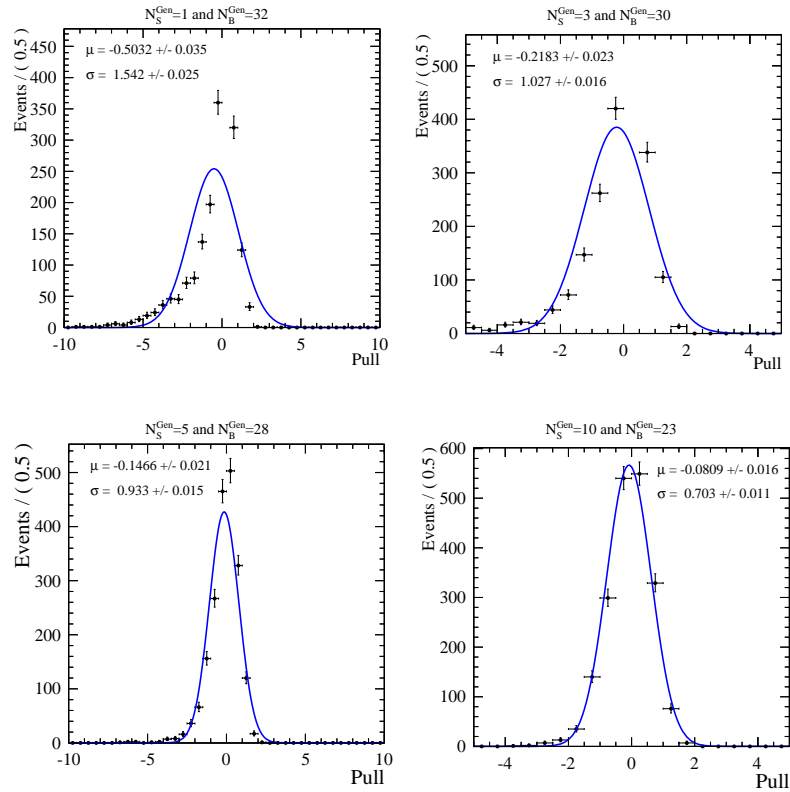 N_S^Gen=1 and N_B^Gen=32
μ = -0.5032 +/- 0.035
σ = 1.542 +/- 0.025
Events / ( 0.5 )
450
400
350
300
250
200
150
100
50
0
-10 -5 0 5 10
Pull
N_S^Gen=3 and N_B^Gen=30
μ = -0.2183 +/- 0.023
σ = 1.027 +/- 0.016
Events / ( 0.5 )
500
400
300
200
100
0
-4 -2 0 2 4
Pull
N_S^Gen=5 and N_B^Gen=28
μ = -0.1466 +/- 0.021
σ = 0.933 +/- 0.015
Events / ( 0.5 )
500
400
300
200
100
0
-10 -5 0 5 10
Pull
N_S^Gen=10 and N_B^Gen=23
μ = -0.0809 +/- 0.016
σ = 0.703 +/- 0.011
Events / ( 0.5 )
600
500
400
300
200
100
0
-4 -2 0 2 4
Pull